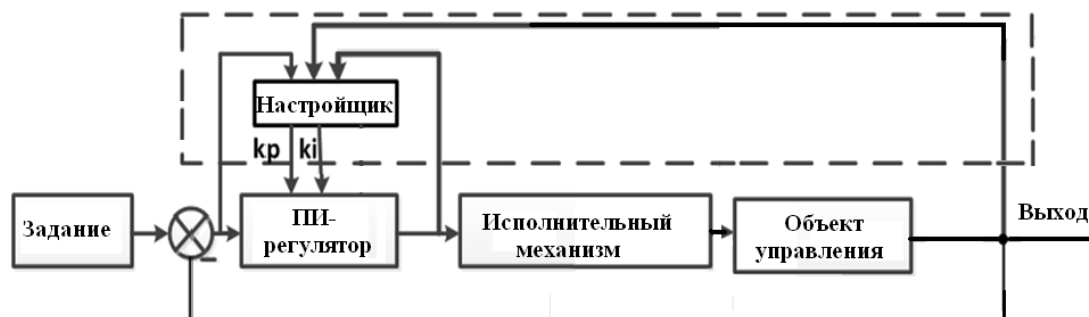 Настройщик
kp ki
Задание
ПИ-
регулятор
Исполнительный
механизм
Объект
управления
Выход